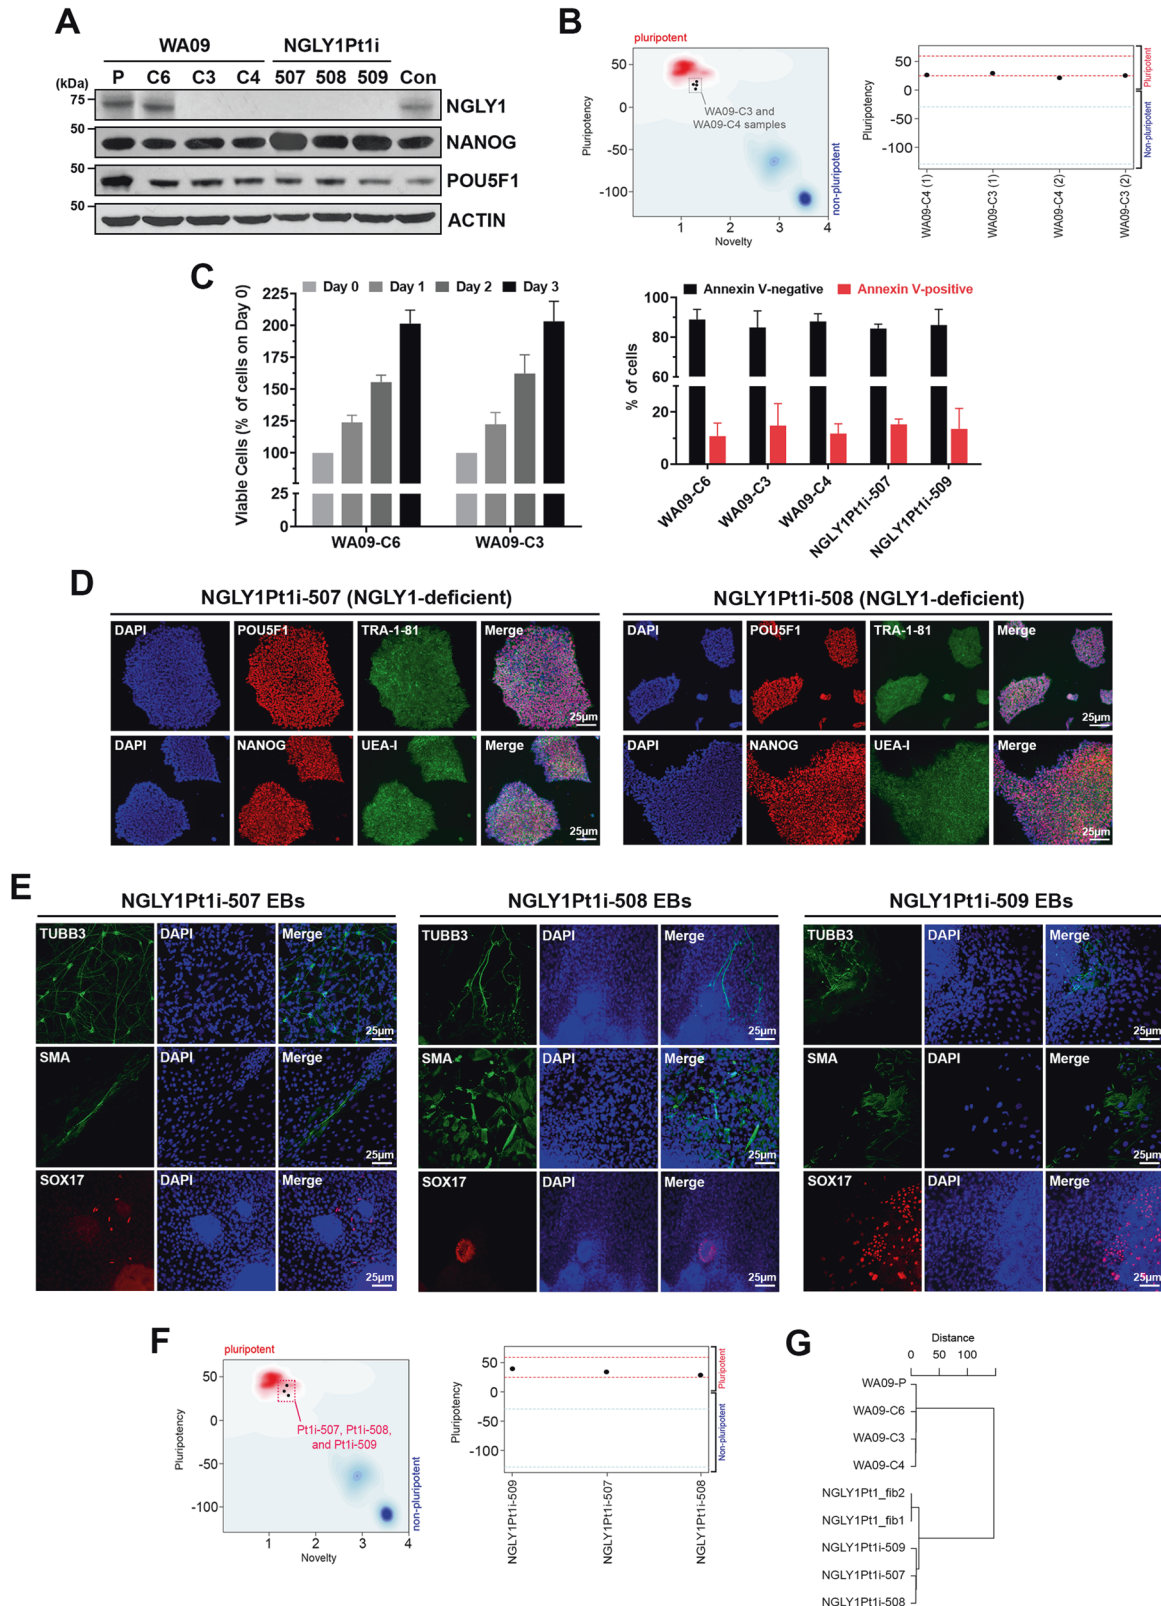 A
WA09 NGLY1Pt1i
(kDa) P C6 C3 C4 507 508 509 Con
75 NGLY1
50 NANOG
50 POU5F1
50 ACTIN
B
pluripotent
Pluripotency
50
0
-50
-100
WA09-C3 and
WA09-C4 samples
non-pluripotent
1 2 3 4
Novelty
Pluripotency
50
0
-50
-100
Pluripotent
Non-pluripotent
WA09-C4 (1)
WA09-C3 (1)
WA09-C4 (2)
WA09-C3 (2)
C
Day 0 Day 1 Day 2 Day 3
Viable Cells (% of cells on Day 0)
225
200
175
150
125
100
25
0
WA09-C6 WA09-C3
Annexin V-negative Annexin V-positive
% of cells
100
80
60
40
20
0
WA09-C6
WA09-C3
WA09-C4
NGLY1Pt1i-507
NGLY1Pt1i-509
D
NGLY1Pt1i-507 (NGLY1-deficient)
DAPI POU5F1 TRA-1-81 Merge
25µm
DAPI NANOG UEA-I Merge
25µm
NGLY1Pt1i-508 (NGLY1-deficient)
DAPI POU5F1 TRA-1-81 Merge
25µm
DAPI NANOG UEA-I Merge
25µm
E
NGLY1Pt1i-507 EBs
TUBB3 DAPI Merge
25µm
SMA DAPI Merge
25µm
SOX17 DAPI Merge
25µm
NGLY1Pt1i-508 EBs
TUBB3 DAPI Merge
25µm
SMA DAPI Merge
25µm
SOX17 DAPI Merge
25µm
NGLY1Pt1i-509 EBs
TUBB3 DAPI Merge
25µm
SMA DAPI Merge
25µm
SOX17 DAPI Merge
25µm
F
pluripotent
Pluripotency
50
0
-50
-100
Pt1i-507, Pt1i-508,
and Pt1i-509
non-pluripotent
1 2 3 4
Novelty
Pluripotency
50
0
-50
-100
Pluripotent
Non-pluripotent
NGLY1Pt1i-509
NGLY1Pt1i-507
NGLY1Pt1i-508
G
Distance
0 50 100
WA09-P
WA09-C6
WA09-C3
WA09-C4
NGLY1Pt1_fib2
NGLY1Pt1_fib1
NGLY1Pt1i-509
NGLY1Pt1i-507
NGLY1Pt1i-508